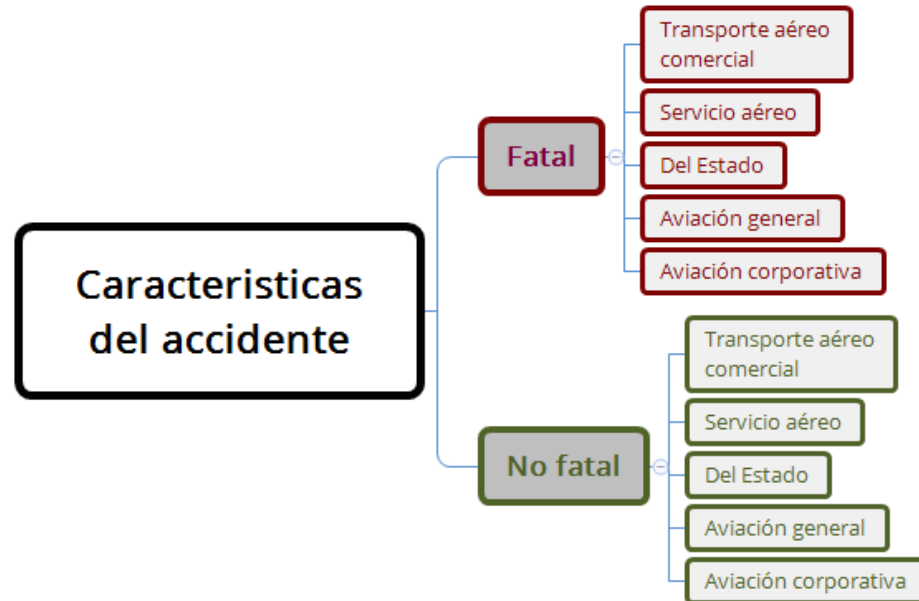 Caracteristicas
del accidente
Fatal
Transporte aéreo
comercial
Servicio aéreo
Del Estado
Aviación general
Aviación corporativa
No fatal
Transporte aéreo
comercial
Servicio aéreo
Del Estado
Aviación general
Aviación corporativa